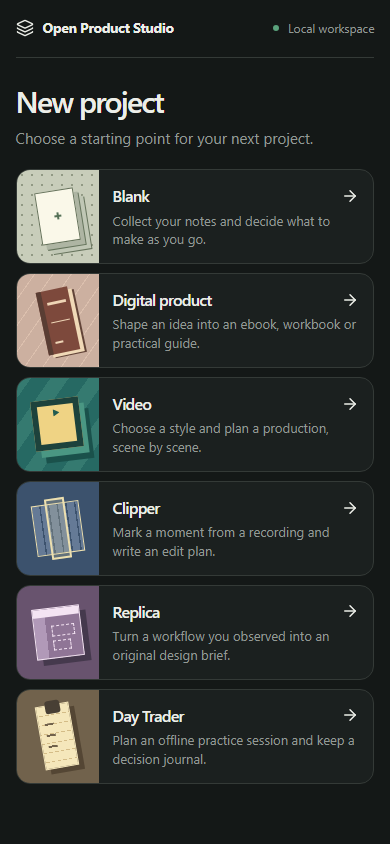 Open Product Studio
Local workspace
New project
Choose a starting point for your next project.
Blank
Collect your notes and decide what to
make as you go.
Digital product
Shape an idea into an ebook, workbook or
practical guide.
Video
Choose a style and plan a production,
scene by scene.
Clipper
Mark a moment from a recording and
write an edit plan.
Replica
Turn a workflow you observed into an
original design brief.
Day Trader
Plan an offline practice session and keep a
decision journal.